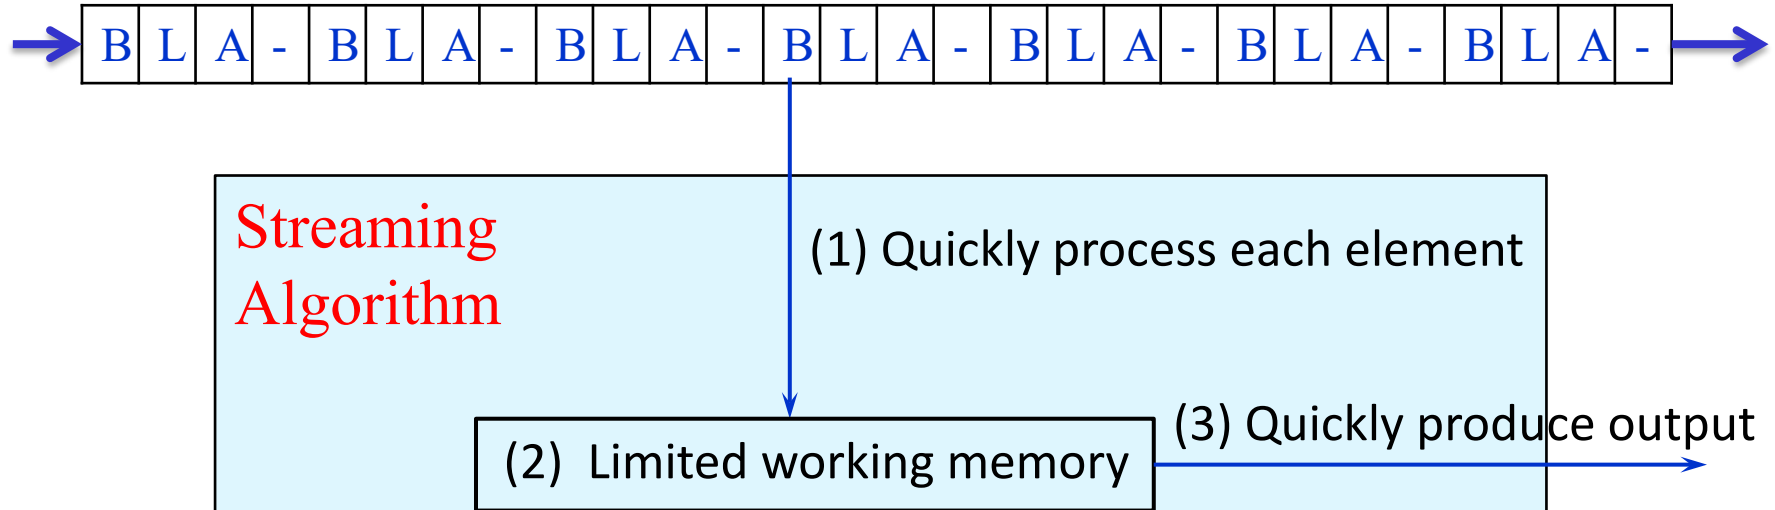 B L A - B L A - B L A - B L A - B L A - B L A - B L A -
Streaming
Algorithm
(1) Quickly process each element
(3) Quickly produce output
(2) Limited working memory